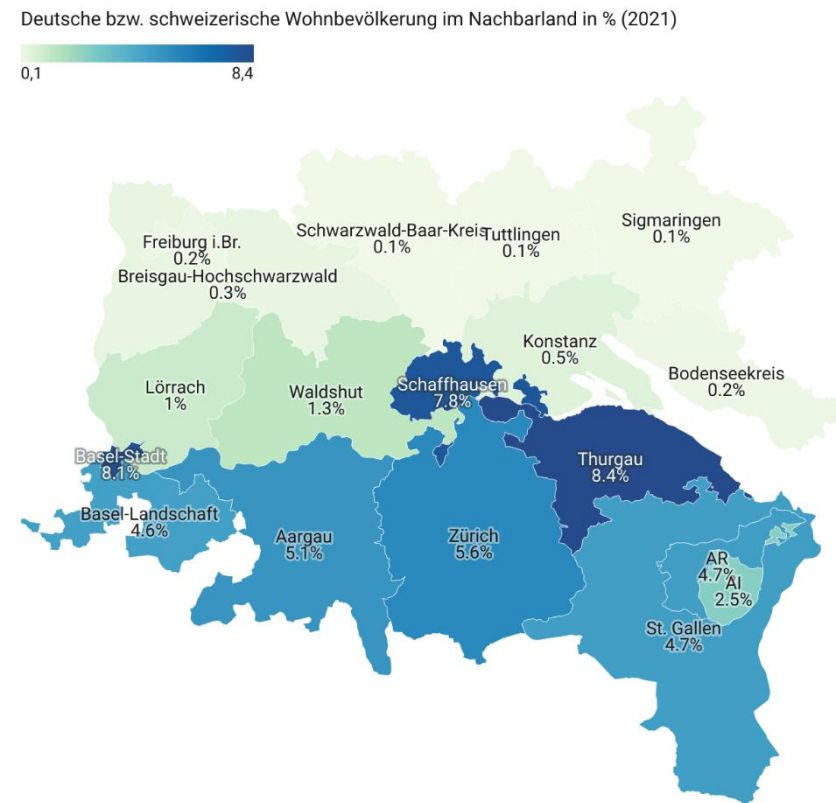 Deutsche bzw. schweizerische Wohnbevölkerung im Nachbarland in % (2021)
0,1
8,4
Sigmaringen
0.1%
Schwarzwald-Baar-Kreis
0.1%
Tuttlingen
0.1%
Freiburg i.Br.
0.2%
Breisgau-Hochschwarzwald
0.3%
Konstanz
0.5%
Bodenseekreis
0.2%
Lörrach
1%
Waldshut
1.3%
Schaffhausen
7.8%
Basel-Stadt
8.1%
Thurgau
8.4%
Basel-Landschaft
4.6%
Aargau
5.1%
Zürich
5.6%
AR
4.7%
AI
2.5%
St. Gallen
4.7%